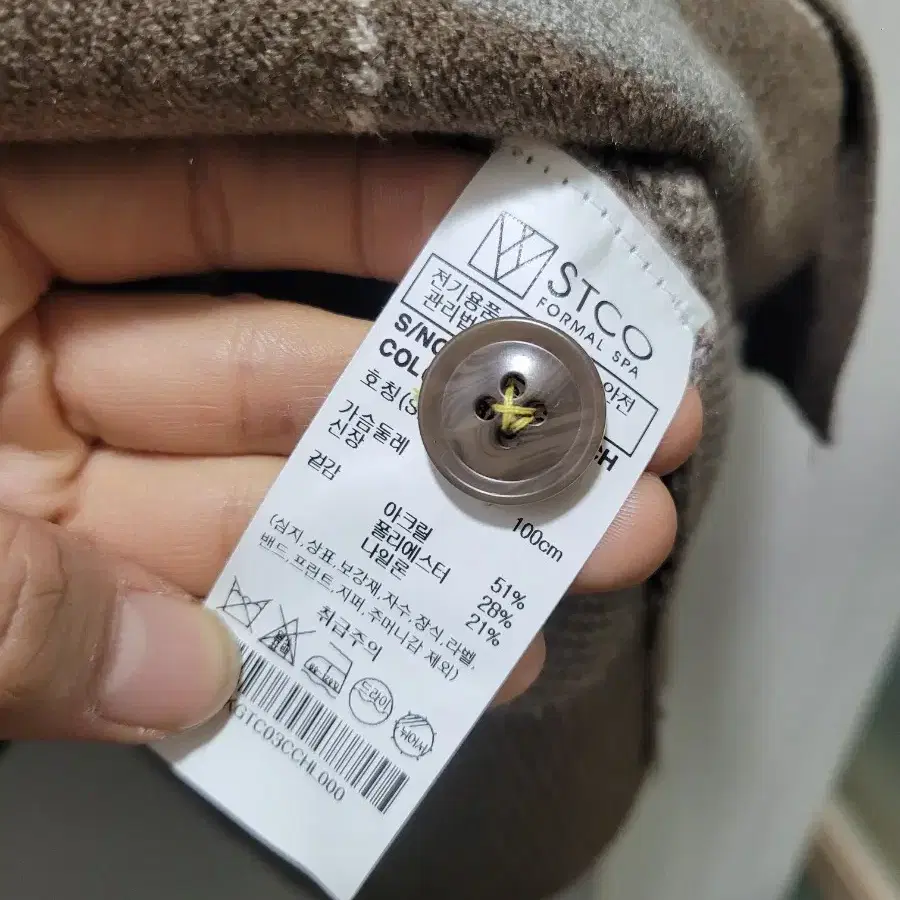 STCO
FORMAL SPA
전기용품
관리법
안전
S/NO
COLO
CH
호칭(S
가슴둘레
신장
100cm
겉감
아크릴 51%
폴리에스터 28%
나일론 21%
(심지,상표,보강재,자수,장식,라벨,
밴드,프린트,지퍼,주머니감 제외)
취급주의
드라이
KGTC03CCHL000